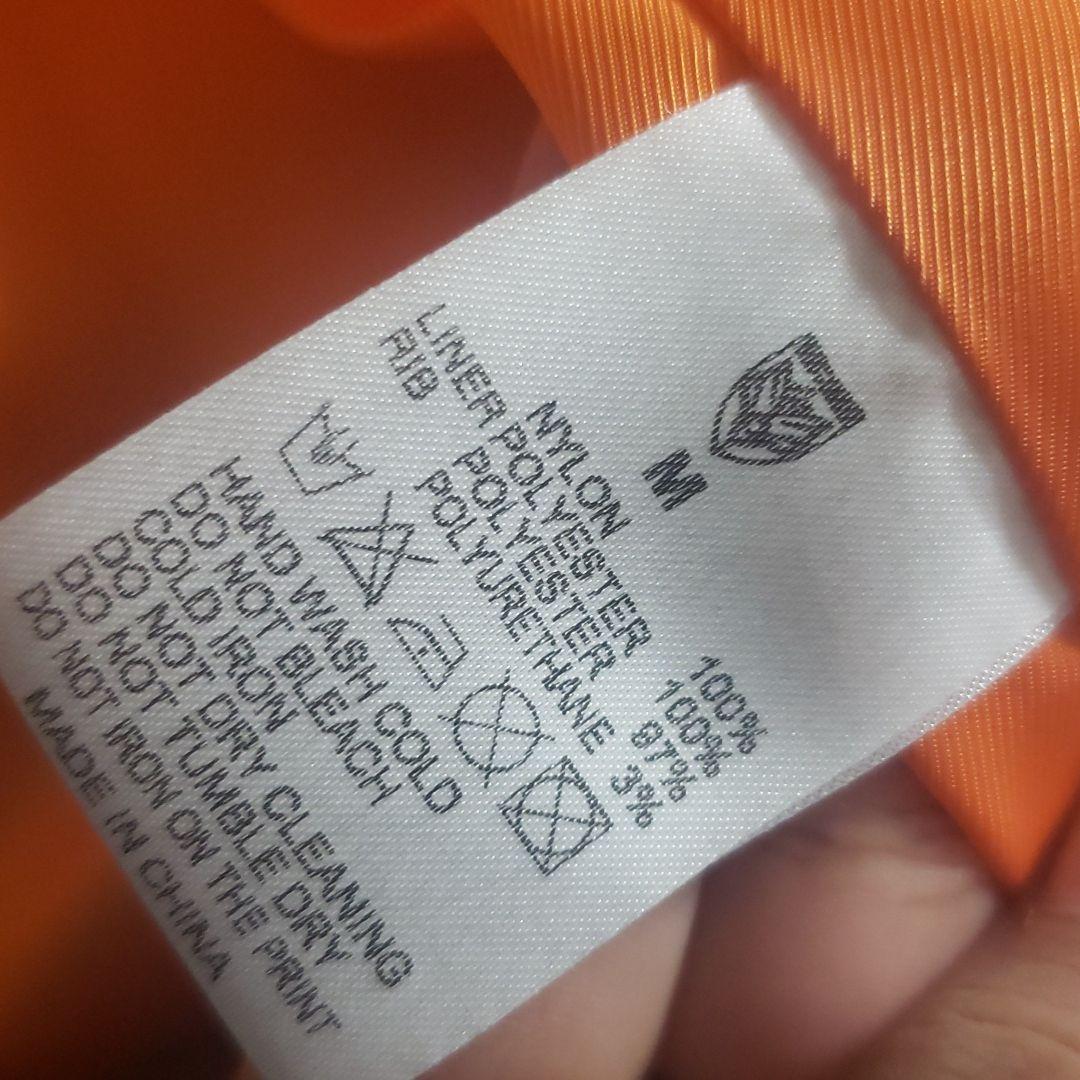 M
NYLON 100%
LINER POLYESTER 100%
RIB POLYESTER 97%
POLYURETHANE 3%
HAND WASH COLD
DO NOT BLEACH
COLD IRON
DO NOT DRY CLEANING
DO NOT TUMBLE DRY
DO NOT IRON ON THE PRINT
MADE IN CHINA